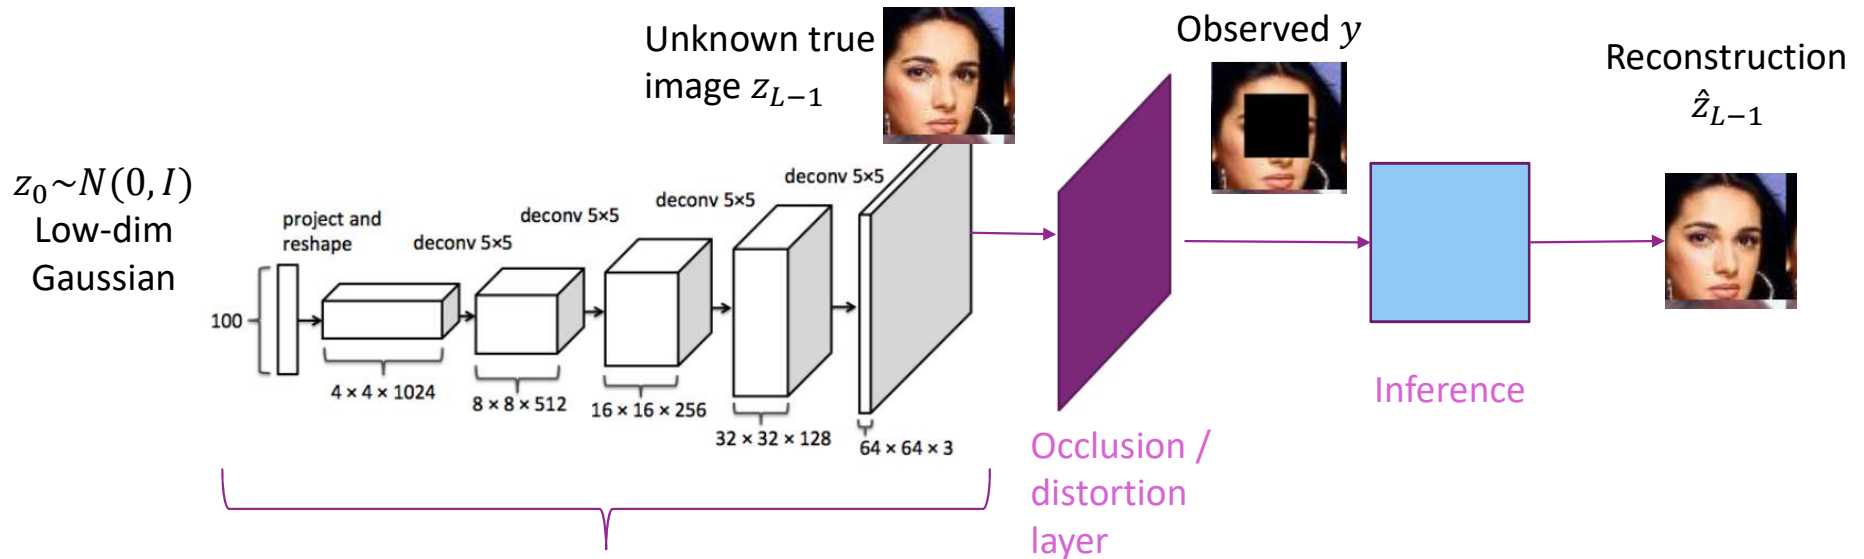 Unknown true
image z_{L−1}
Observed y
Reconstruction
ẑ_{L−1}
z_0~N(0, I)
Low-dim
Gaussian
project and
reshape
deconv 5×5
deconv 5×5
deconv 5×5
deconv 5×5
100
4 × 4 × 1024
8 × 8 × 512
16 × 16 × 256
32 × 32 × 128
64 × 64 × 3
Occlusion /
distortion
layer
Inference